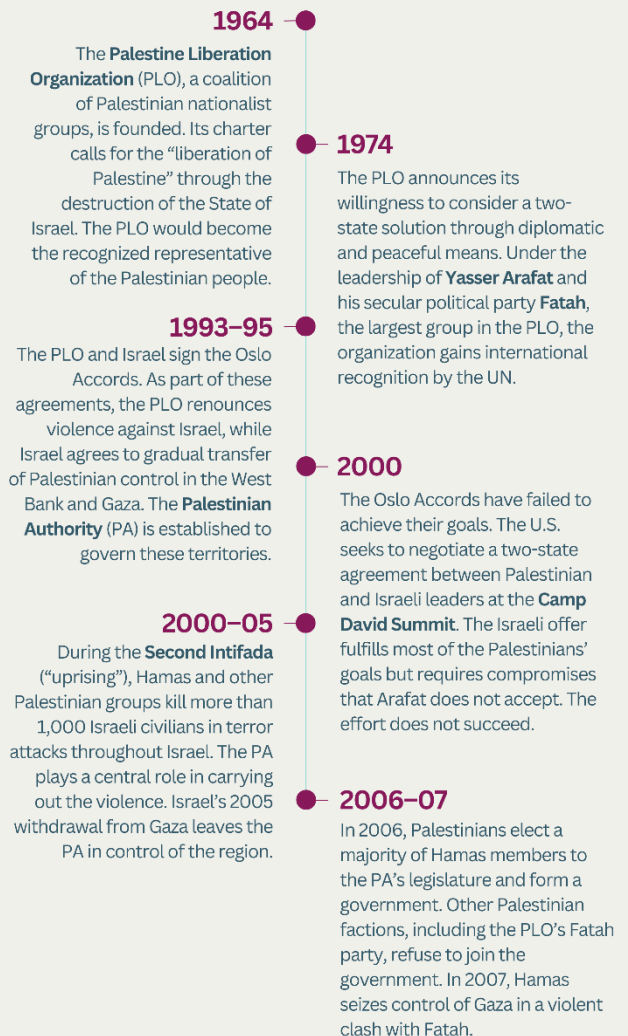 1964
The Palestine Liberation
Organization (PLO), a coalition
of Palestinian nationalist
groups, is founded. Its charter
calls for the “liberation of
Palestine” through the
destruction of the State of
Israel. The PLO would become
the recognized representative
of the Palestinian people.
1974
The PLO announces its
willingness to consider a two-
state solution through diplomatic
and peaceful means. Under the
leadership of Yasser Arafat and
his secular political party Fatah,
the largest group in the PLO, the
organization gains international
recognition by the UN.
1993–95
The PLO and Israel sign the Oslo
Accords. As part of these
agreements, the PLO renounces
violence against Israel, while
Israel agrees to gradual transfer
of Palestinian control in the West
Bank and Gaza. The Palestinian
Authority (PA) is established to
govern these territories.
2000
The Oslo Accords have failed to
achieve their goals. The U.S.
seeks to negotiate a two-state
agreement between Palestinian
and Israeli leaders at the Camp
David Summit. The Israeli offer
fulfills most of the Palestinians’
goals but requires compromises
that Arafat does not accept. The
effort does not succeed.
2000–05
During the Second Intifada
(“uprising”), Hamas and other
Palestinian groups kill more than
1,000 Israeli civilians in terror
attacks throughout Israel. The PA
plays a central role in carrying
out the violence. Israel’s 2005
withdrawal from Gaza leaves the
PA in control of the region.
2006–07
In 2006, Palestinians elect a
majority of Hamas members to
the PA’s legislature and form a
government. Other Palestinian
factions, including the PLO’s Fatah
party, refuse to join the
government. In 2007, Hamas
seizes control of Gaza in a violent
clash with Fatah.